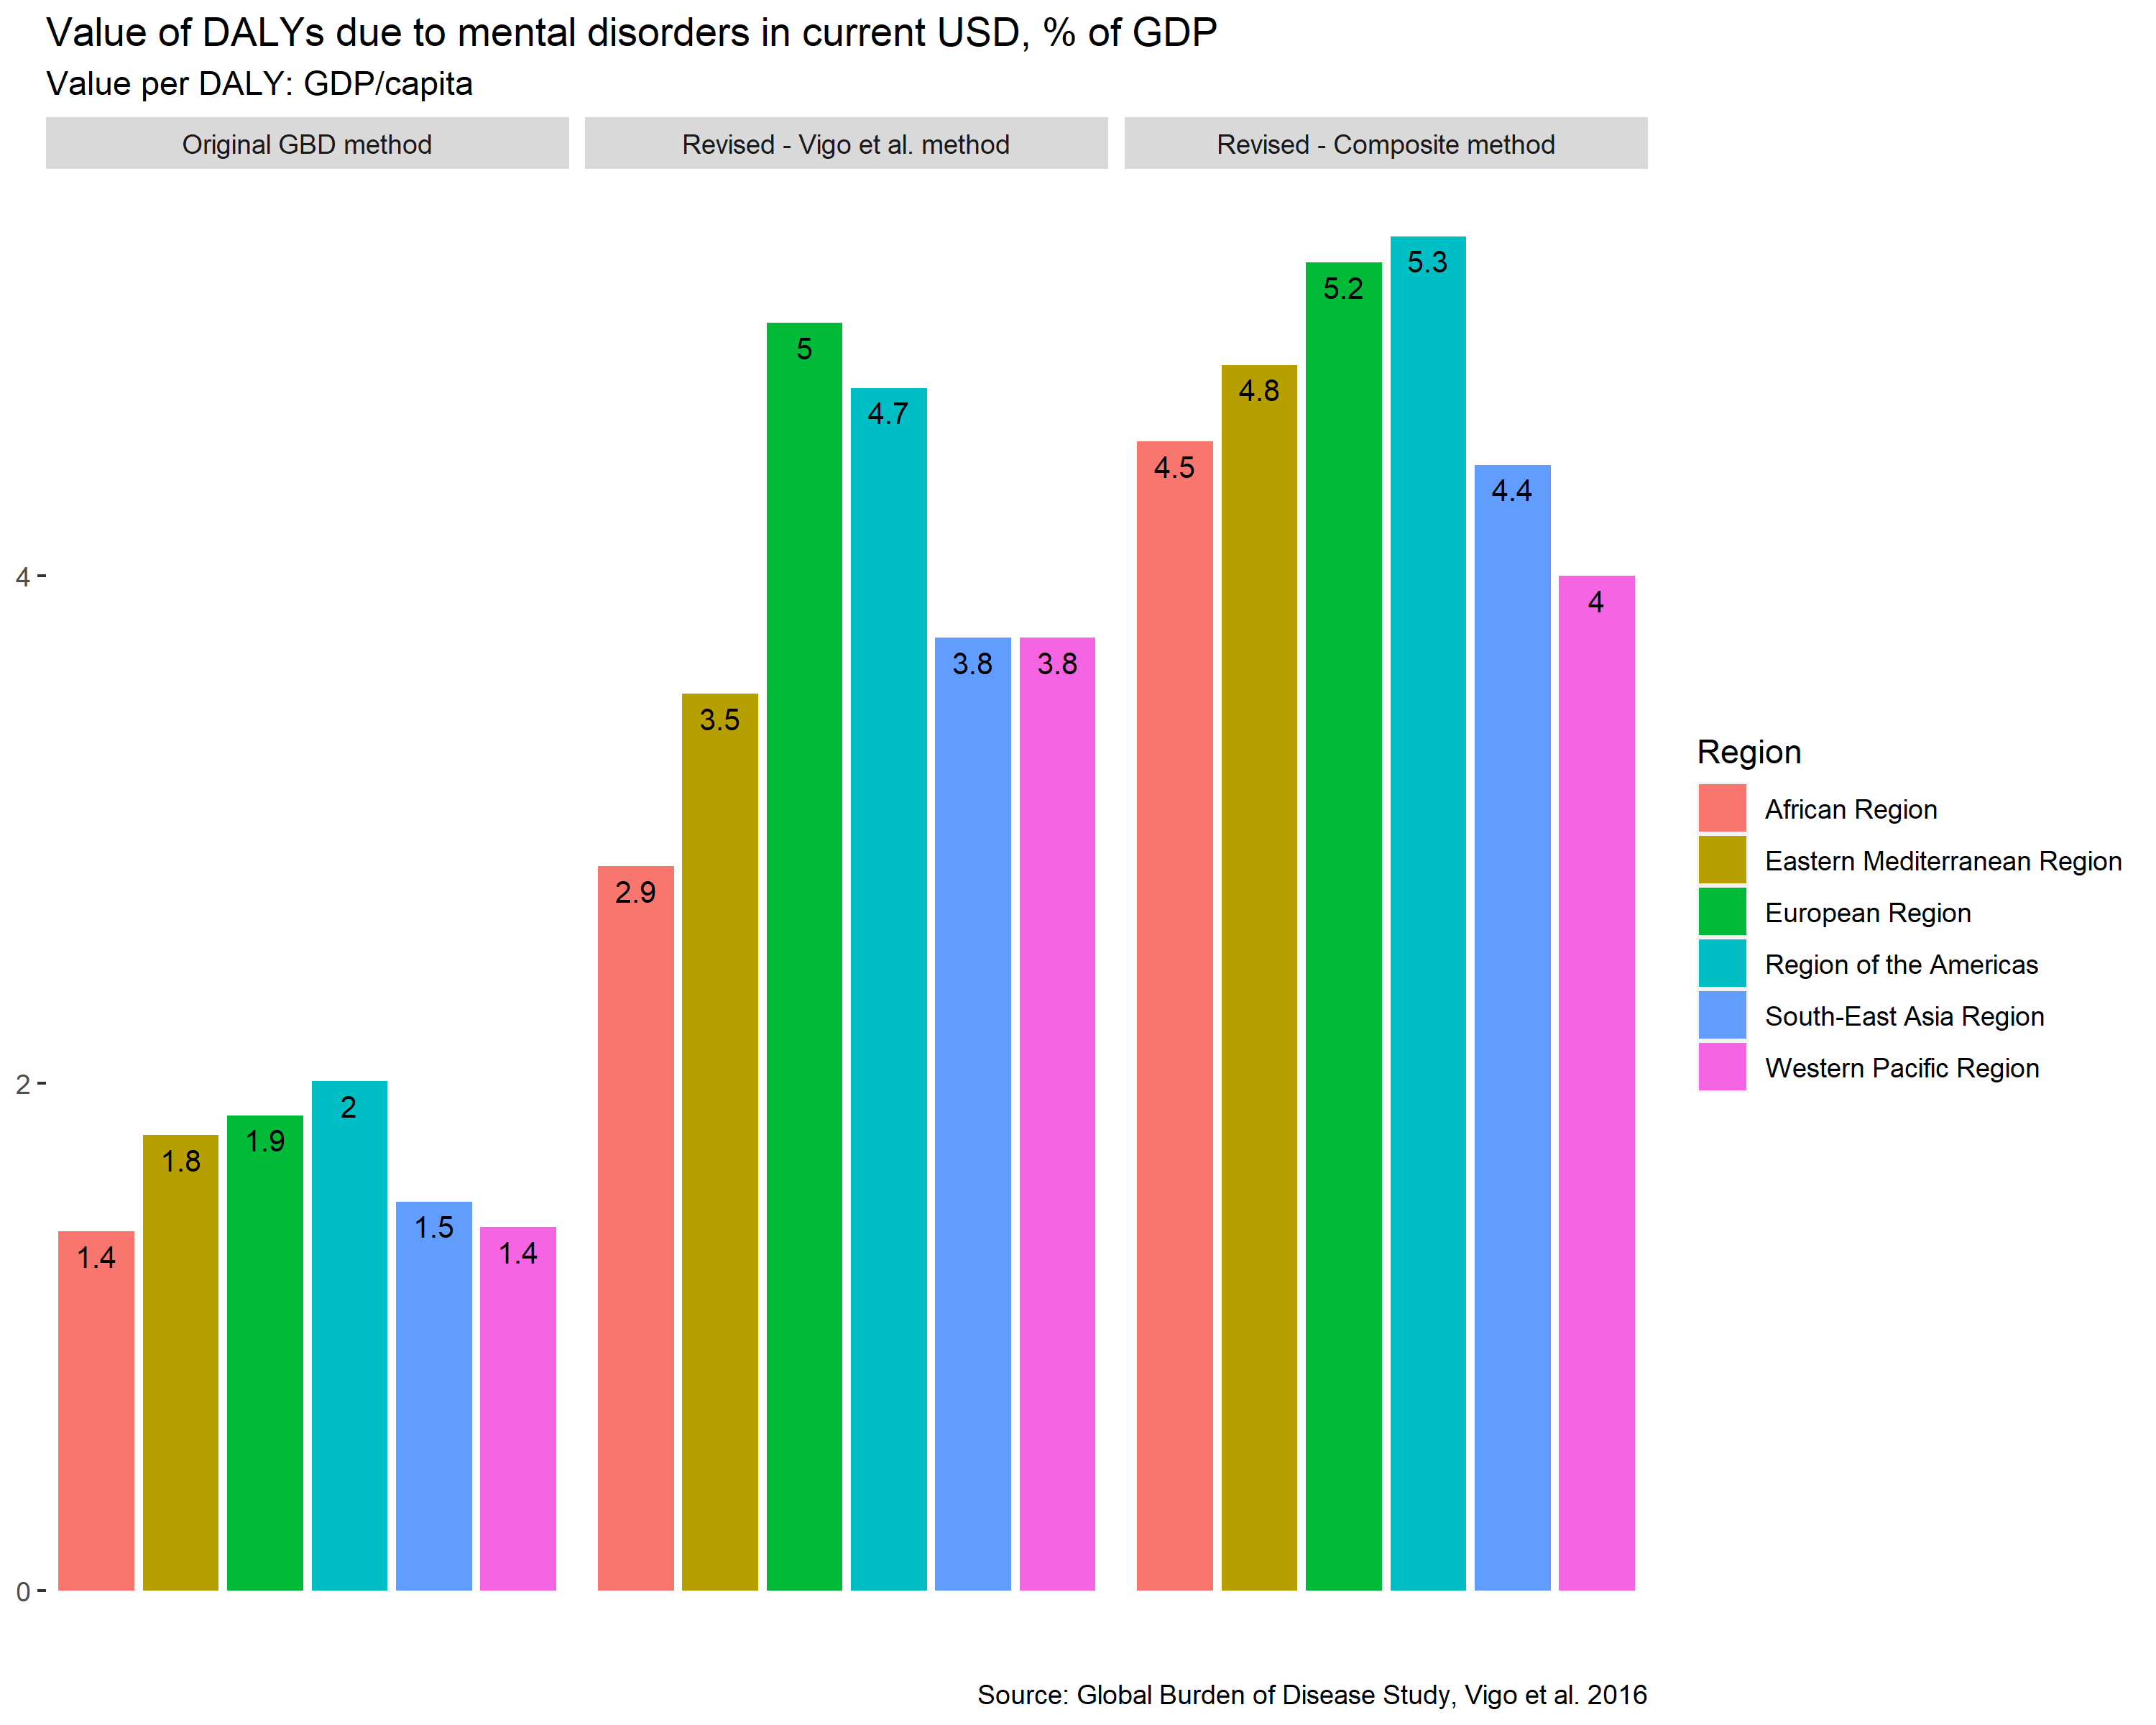 Value of DALYs due to mental disorders in current USD, % of GDP
Value per DALY: GDP/capita
Original GBD method
Revised - Vigo et al. method
Revised - Composite method
4
2
0
1.4
1.8
1.9
2
1.5
1.4
2.9
3.5
5
4.7
3.8
3.8
4.5
4.8
5.2
5.3
4.4
4
Region
African Region
Eastern Mediterranean Region
European Region
Region of the Americas
South-East Asia Region
Western Pacific Region
Source: Global Burden of Disease Study, Vigo et al. 2016